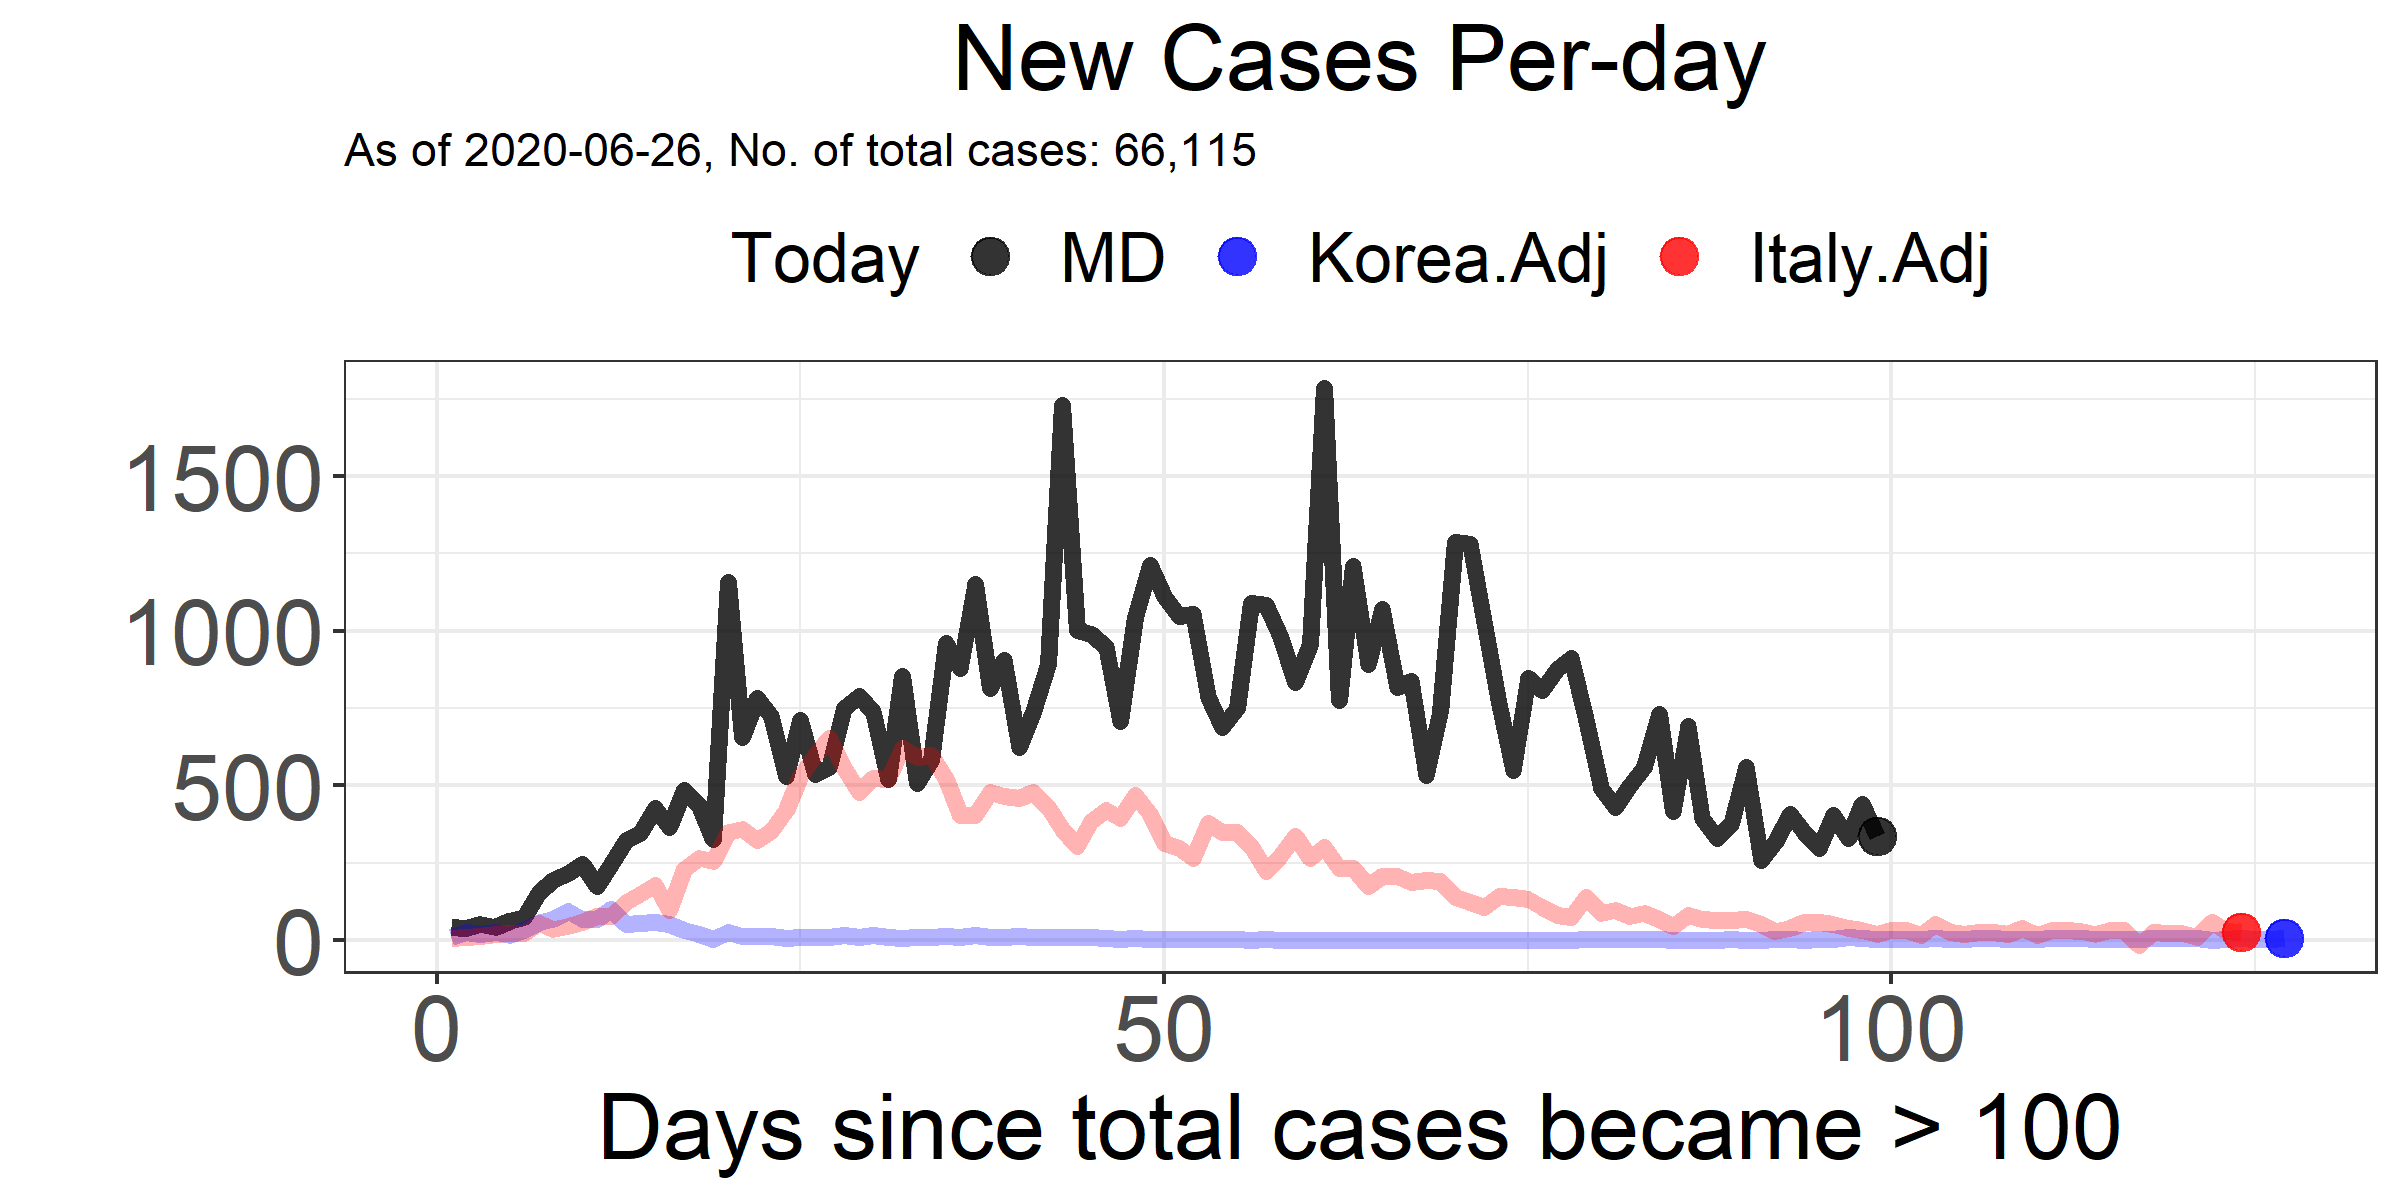 New Cases Per-day
As of 2020-06-26, No. of total cases: 66,115
Today MD Korea.Adj Italy.Adj
1500
1000
500
0
0 50 100
Days since total cases became > 100